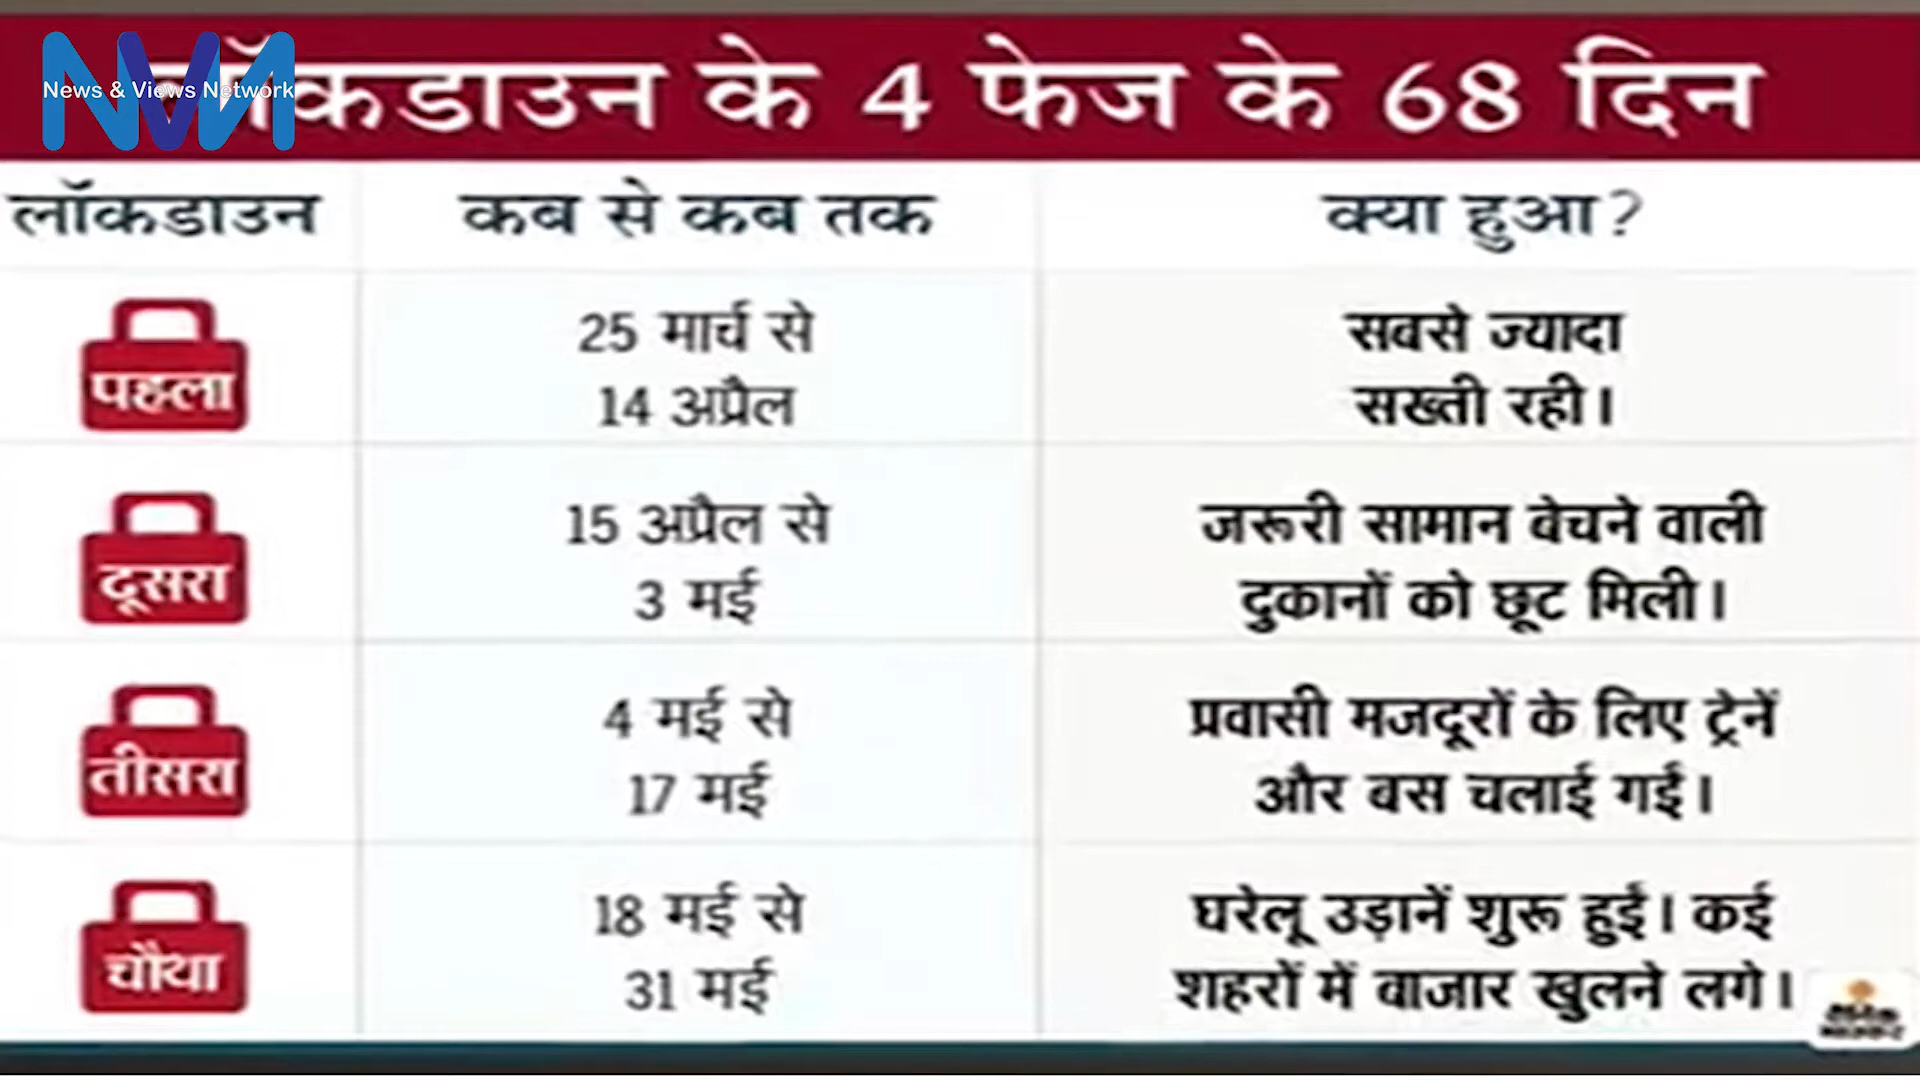 लॉकडाउन के 4 फेज के 68 दिन
News & Views Network
लॉकडाउन
कब से कब तक
क्या हुआ?
पहला
25 मार्च से
14 अप्रैल
सबसे ज्यादा
सख्ती रही।
दूसरा
15 अप्रैल से
3 मई
जरूरी सामान बेचने वाली
दुकानों को छूट मिली।
तीसरा
4 मई से
17 मई
प्रवासी मजदूरों के लिए ट्रेनें
और बस चलाई गईं।
चौथा
18 मई से
31 मई
घरेलू उड़ानें शुरू हुईं। कई
शहरों में बाजार खुलने लगे।
दैनिक
भास्कर